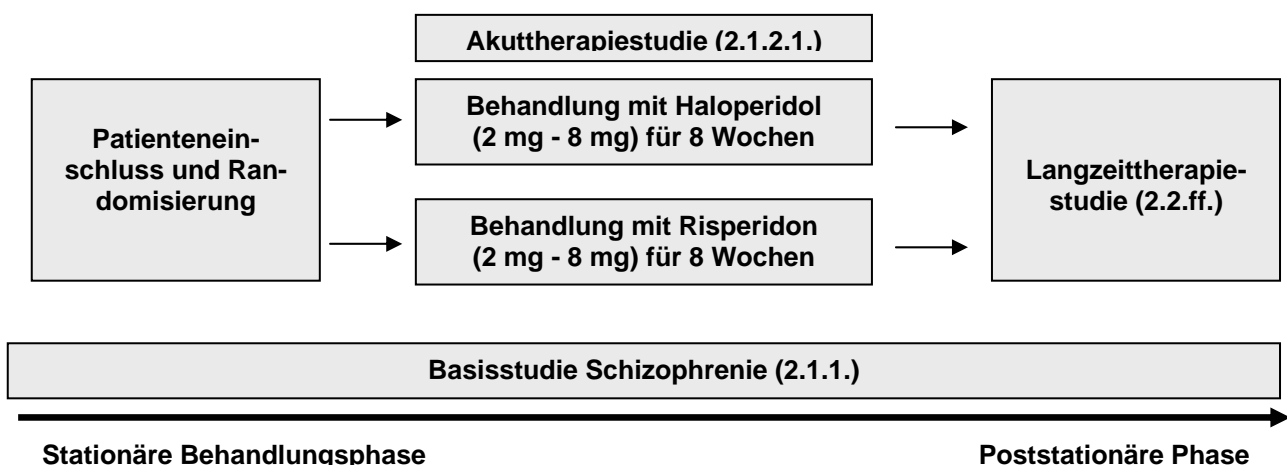 Akuttherapiestudie (2.1.2.1.)
Patientenein-
schluss und Ran-
domisierung
Behandlung mit Haloperidol
(2 mg - 8 mg) für 8 Wochen
Behandlung mit Risperidon
(2 mg - 8 mg) für 8 Wochen
Langzeittherapie-
studie (2.2.ff.)
Basisstudie Schizophrenie (2.1.1.)
Stationäre Behandlungsphase
Poststationäre Phase